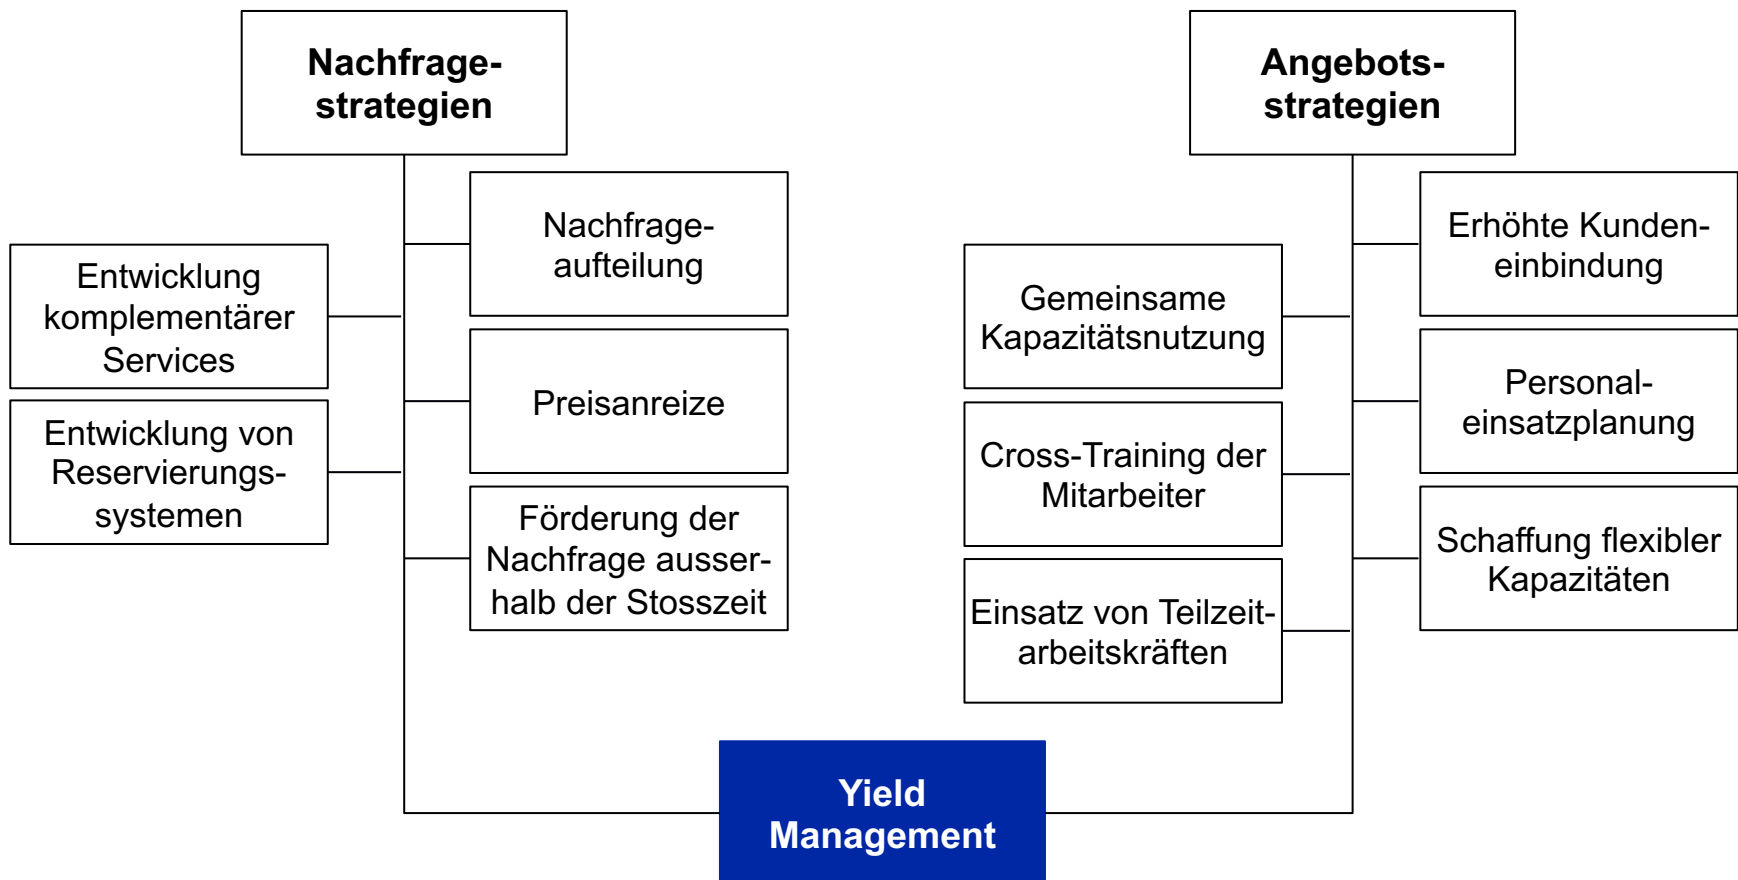 Nachfrage-
strategien
Nachfrage-
aufteilung
Entwicklung
komplementärer
Services
Preisanreize
Entwicklung von
Reservierungs-
systemen
Förderung der
Nachfrage ausser-
halb der Stosszeit
Angebots-
strategien
Erhöhte Kunden-
einbindung
Gemeinsame
Kapazitätsnutzung
Personal-
einsatzplanung
Cross-Training der
Mitarbeiter
Schaffung flexibler
Kapazitäten
Einsatz von Teilzeit-
arbeitskräften
Yield
Management